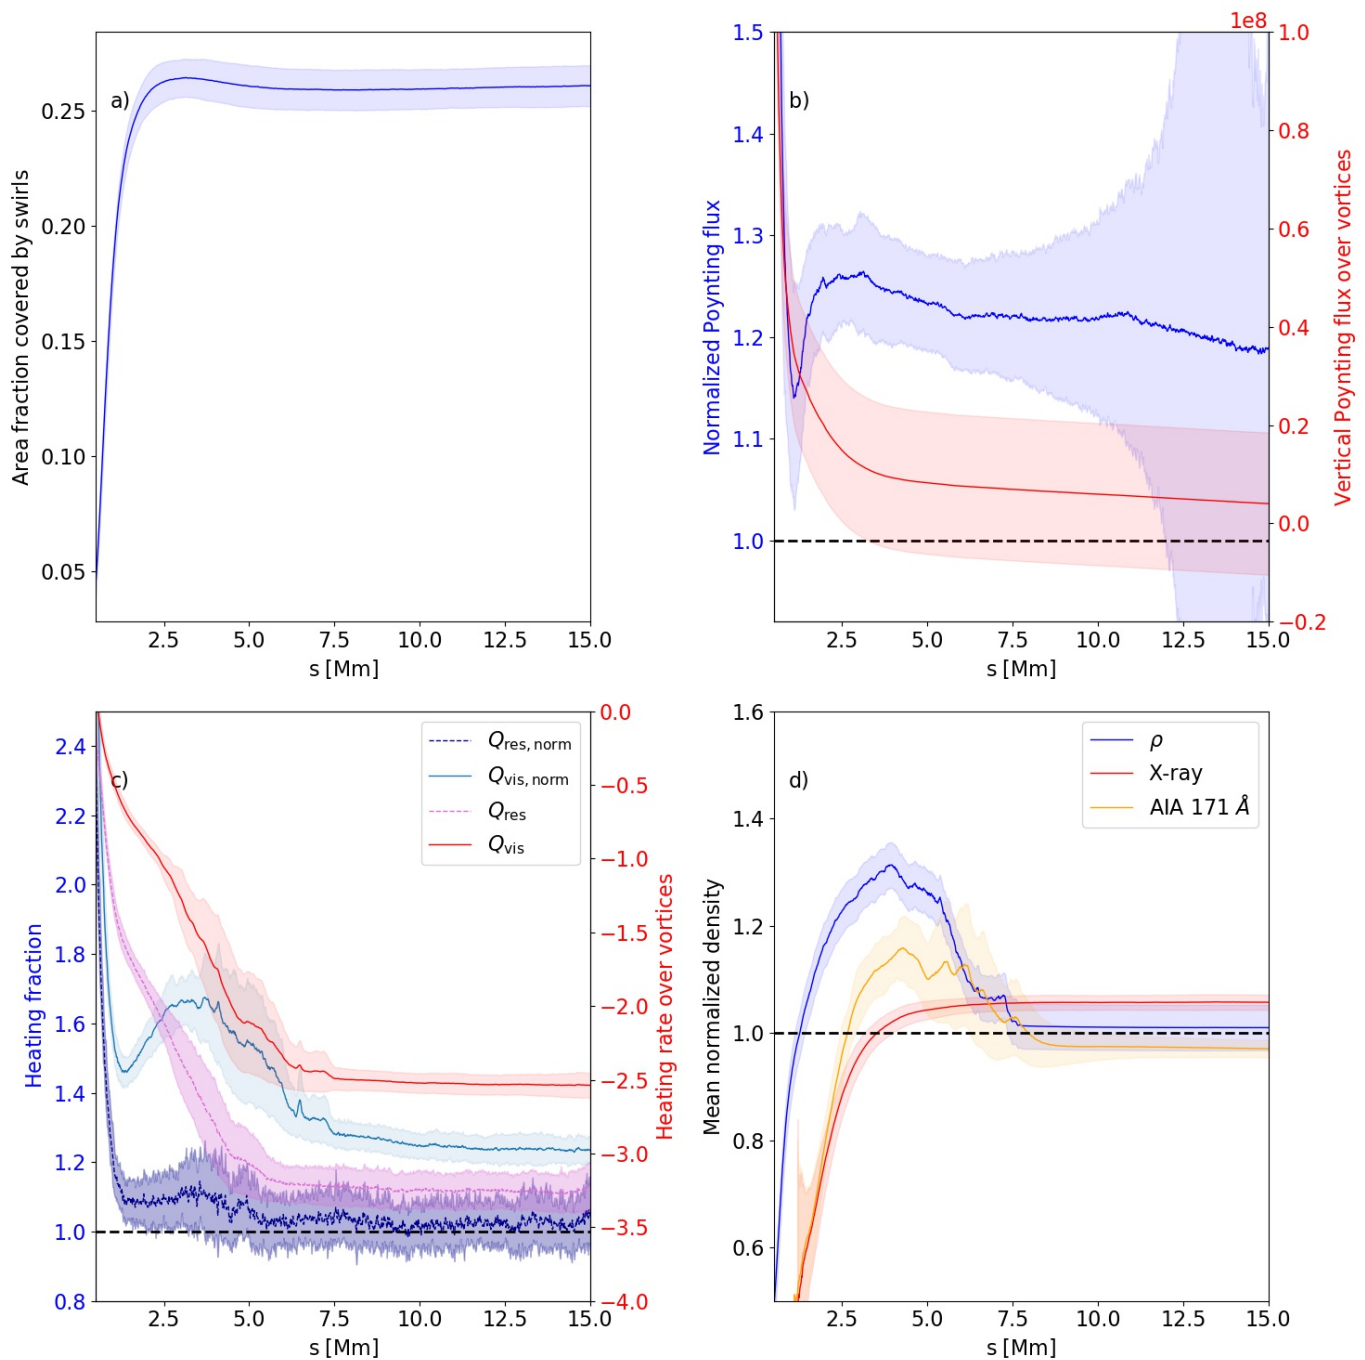 a)
0.25
0.20
0.15
0.10
0.05
Area fraction covered by swirls
2.5 5.0 7.5 10.0 12.5 15.0
s [Mm]
1e8
b)
1.5
1.4
1.3
1.2
1.1
1.0
Normalized Poynting flux
1.0
0.8
0.6
0.4
0.2
0.0
−0.2
Vertical Poynting flux over vortices
2.5 5.0 7.5 10.0 12.5 15.0
s [Mm]
c)
2.4
2.2
2.0
1.8
1.6
1.4
1.2
1.0
0.8
Heating fraction
Q_res, norm
Q_vis, norm
Q_res
Q_vis
0.0
−0.5
−1.0
−1.5
−2.0
−2.5
−3.0
−3.5
−4.0
Heating rate over vortices
2.5 5.0 7.5 10.0 12.5 15.0
s [Mm]
d)
1.6
1.4
1.2
1.0
0.8
0.6
Mean normalized density
ρ
X-ray
AIA 171 Å
2.5 5.0 7.5 10.0 12.5 15.0
s [Mm]